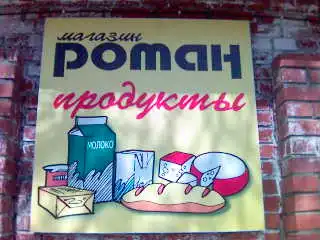 магазин
роман
продукты
МОЛОКО